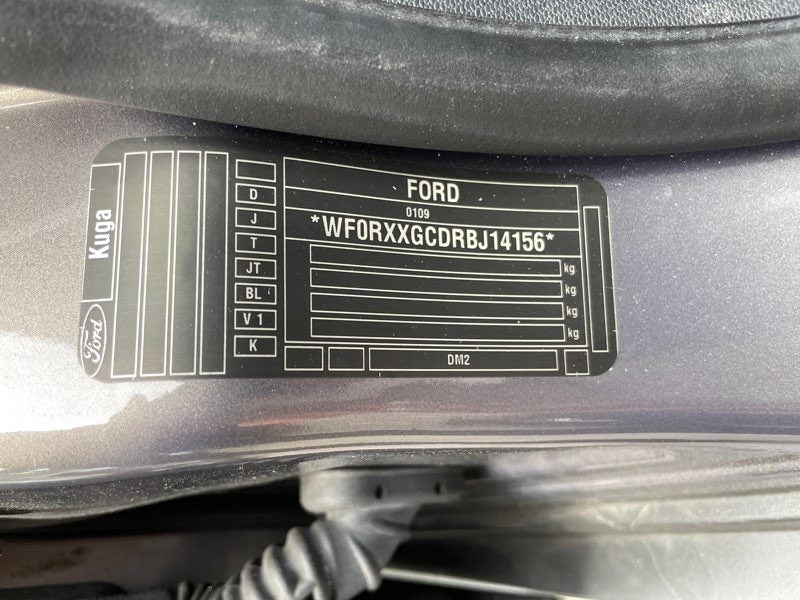 Kuga
Ford
D
J
T
JT
BL
V 1
K
FORD
0109
*WF0RXXGCDRBJ14156*
kg
kg
kg
kg
DM2